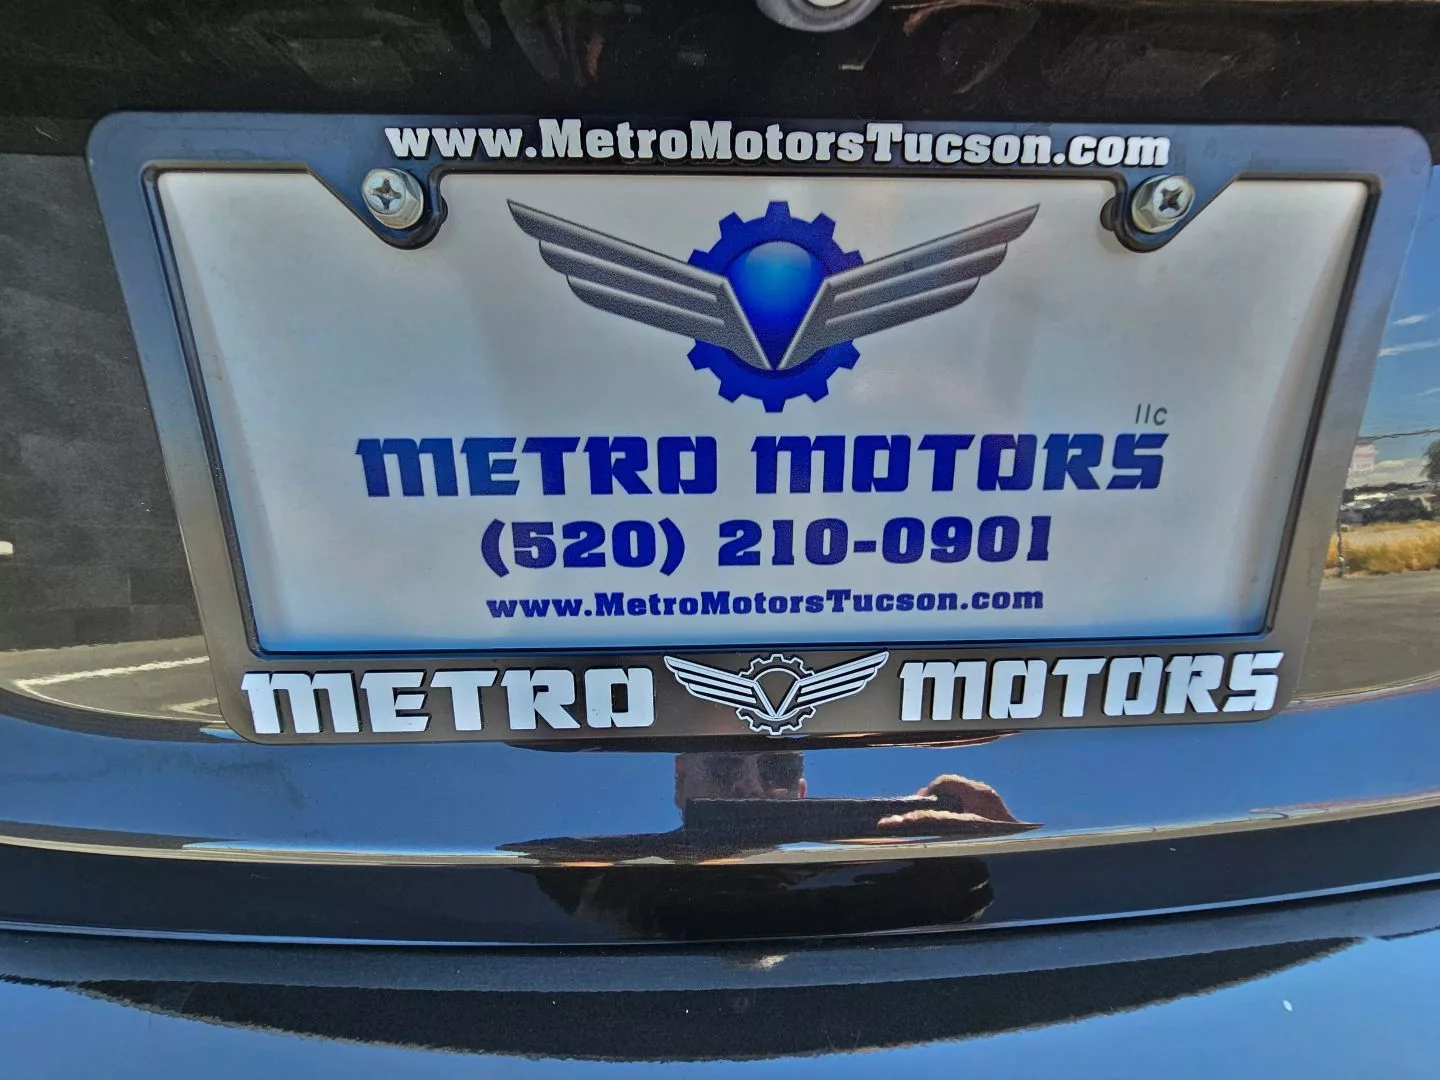 www.MetroMotorsTucson.com
llc
METRO MOTORS
(520) 210-0901
www.MetroMotorsTucson.com
METRO MOTORS